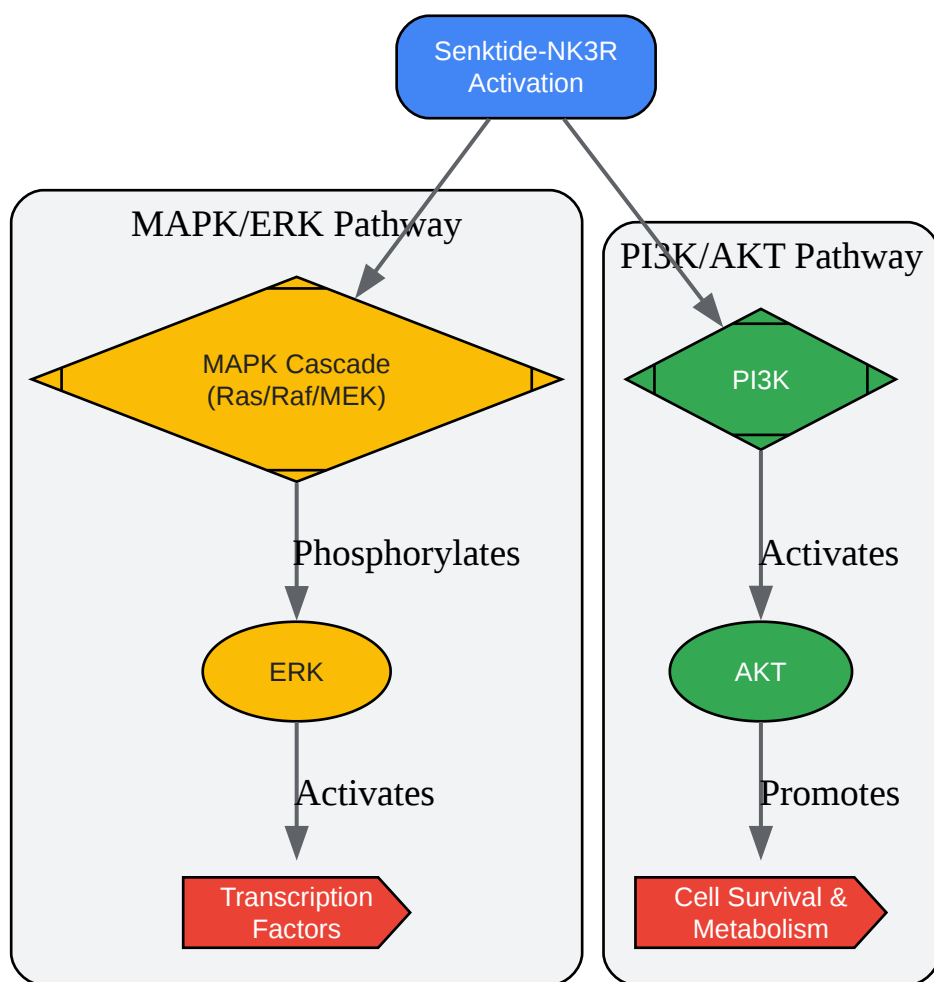 Senktide-NK3R
Activation
MAPK/ERK Pathway
PI3K/AKT Pathway
MAPK Cascade
(Ras/Raf/MEK)
PI3K
Phosphorylates
Activates
ERK
AKT
Activates
Promotes
Transcription
Factors
Cell Survival &
Metabolism